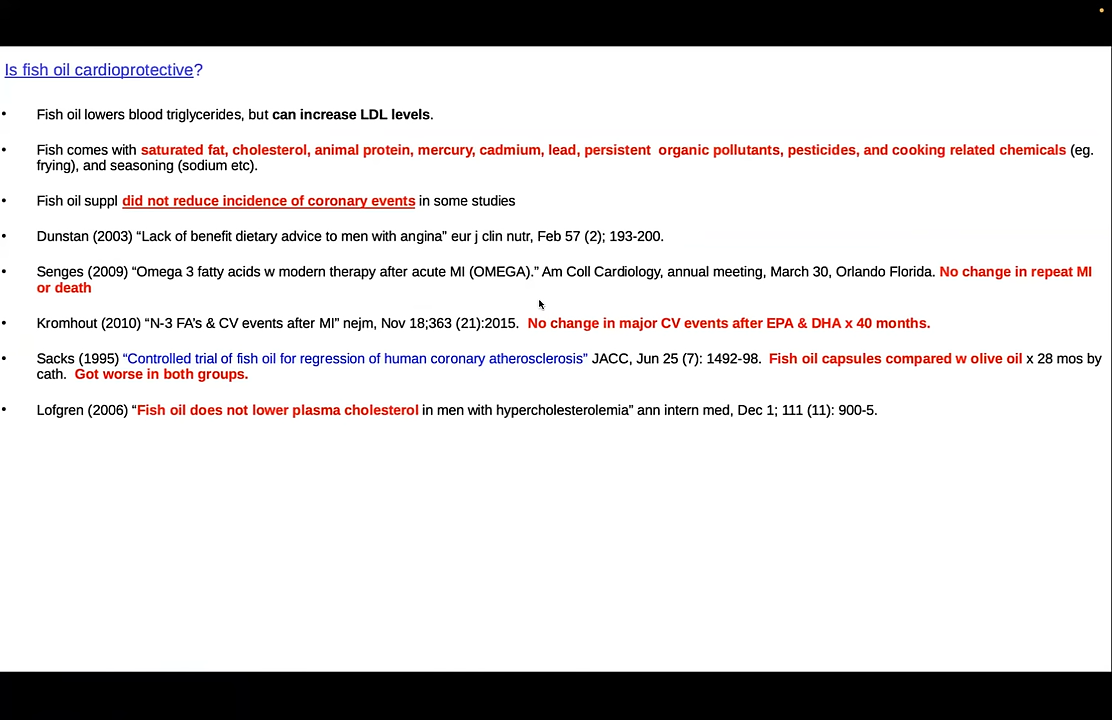 Is fish oil cardioprotective?
• Fish oil lowers blood triglycerides, but can increase LDL levels.
• Fish comes with saturated fat, cholesterol, animal protein, mercury, cadmium, lead, persistent organic pollutants, pesticides, and cooking related chemicals (eg.
frying), and seasoning (sodium etc).
• Fish oil suppl did not reduce incidence of coronary events in some studies
• Dunstan (2003) “Lack of benefit dietary advice to men with angina” eur j clin nutr, Feb 57 (2); 193-200.
• Senges (2009) “Omega 3 fatty acids w modern therapy after acute MI (OMEGA).” Am Coll Cardiology, annual meeting, March 30, Orlando Florida. No change in repeat MI
or death
• Kromhout (2010) “N-3 FA’s & CV events after MI” nejm, Nov 18;363 (21):2015. No change in major CV events after EPA & DHA x 40 months.
• Sacks (1995) “Controlled trial of fish oil for regression of human coronary atherosclerosis” JACC, Jun 25 (7): 1492-98. Fish oil capsules compared w olive oil x 28 mos by
cath. Got worse in both groups.
• Lofgren (2006) “Fish oil does not lower plasma cholesterol in men with hypercholesterolemia” ann intern med, Dec 1; 111 (11): 900-5.